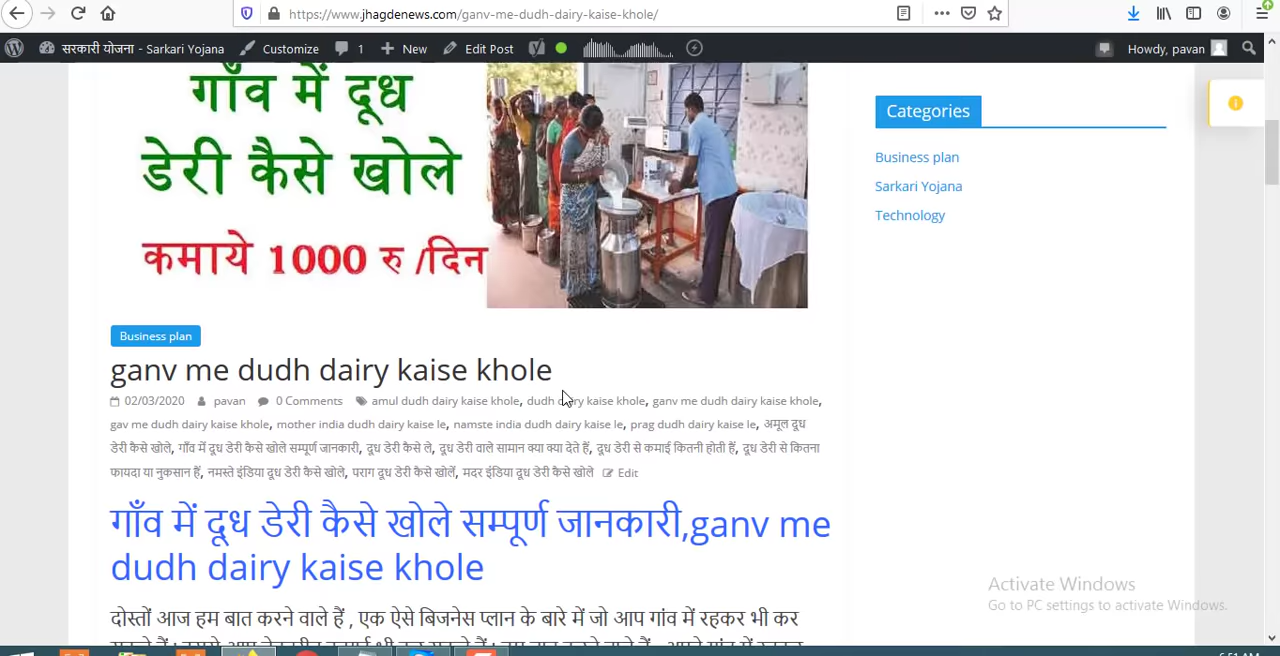 https://www.jhagdenews.com/ganv-me-dudh-dairy-kaise-khole/
सरकारी योजना - Sarkari Yojana Customize 1 New Edit Post Howdy, pavan
गाँव में दूध
डेरी कैसे खोले
कमाये 1000 रु /दिन
Categories
Business plan
Sarkari Yojana
Technology
Business plan
ganv me dudh dairy kaise khole
02/03/2020 pavan 0 Comments amul dudh dairy kaise khole, dudh dairy kaise khole, ganv me dudh dairy kaise khole,
gav me dudh dairy kaise khole, mother india dudh dairy kaise le, namste india dudh dairy kaise le, prag dudh dairy kaise le, अमूल दूध
डेरी कैसे खोले, गाँव में दूध डेरी कैसे खोले सम्पूर्ण जानकारी, दूध डेरी कैसे ले, दूध डेरी वाले सामान क्या क्या देते हैं, दूध डेरी से कमाई कितनी होती हैं, दूध डेरी से कितना
फायदा या नुकसान हैं, नमस्ते इंडिया दूध डेरी कैसे खोले, पराग दूध डेरी कैसे खोलें, मदर इंडिया दूध डेरी कैसे खोले Edit
गाँव में दूध डेरी कैसे खोले सम्पूर्ण जानकारी,ganv me
dudh dairy kaise khole
दोस्तों आज हम बात करने वाले हैं , एक ऐसे बिजनेस प्लान के बारे में जो आप गांव में रहकर भी कर
Activate Windows
Go to PC settings to activate Windows.